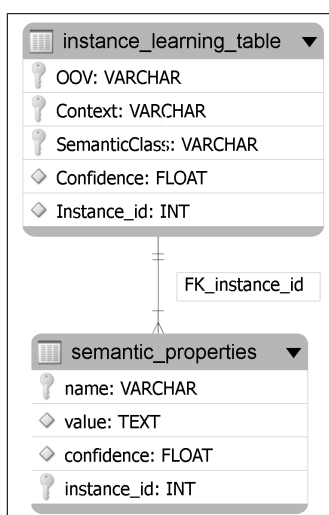 instance_learning_table
OOV: VARCHAR
Context: VARCHAR
SemanticClass: VARCHAR
Confidence: FLOAT
Instance_id: INT
FK_instance_id
semantic_properties
name: VARCHAR
value: TEXT
confidence: FLOAT
instance_id: INT